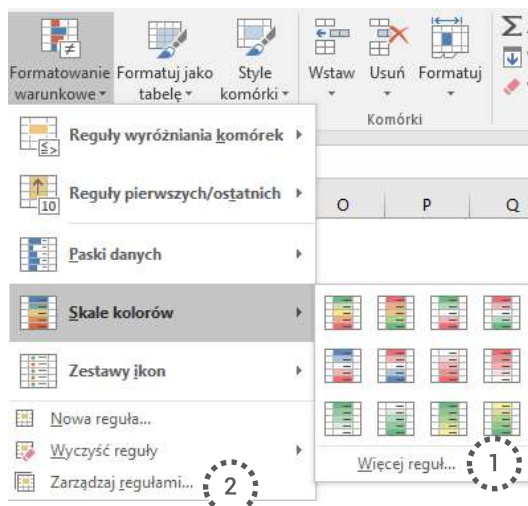 Formatowanie warunkowe
Formatuj jako tabelę
Style komórki
Wstaw
Usuń
Formatuj
Komórki
Reguły wyróżniania komórek
10
Reguły pierwszych/ostatnich
O
P
Q
Paski danych
Skale kolorów
Zestawy ikon
Nowa reguła...
Wyczyść reguły
Więcej reguł...
1
Zarządzaj regułami...
2